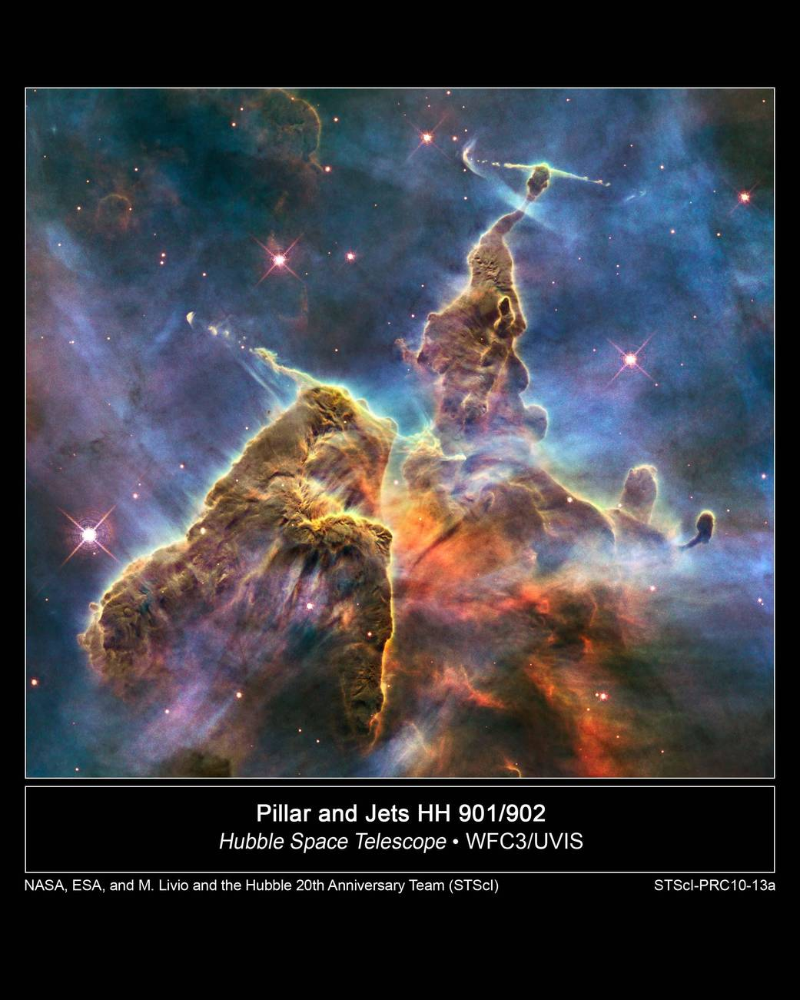 Pillar and Jets HH 901/902
Hubble Space Telescope • WFC3/UVIS
NASA, ESA, and M. Livio and the Hubble 20th Anniversary Team (STScI)
STScI-PRC10-13a